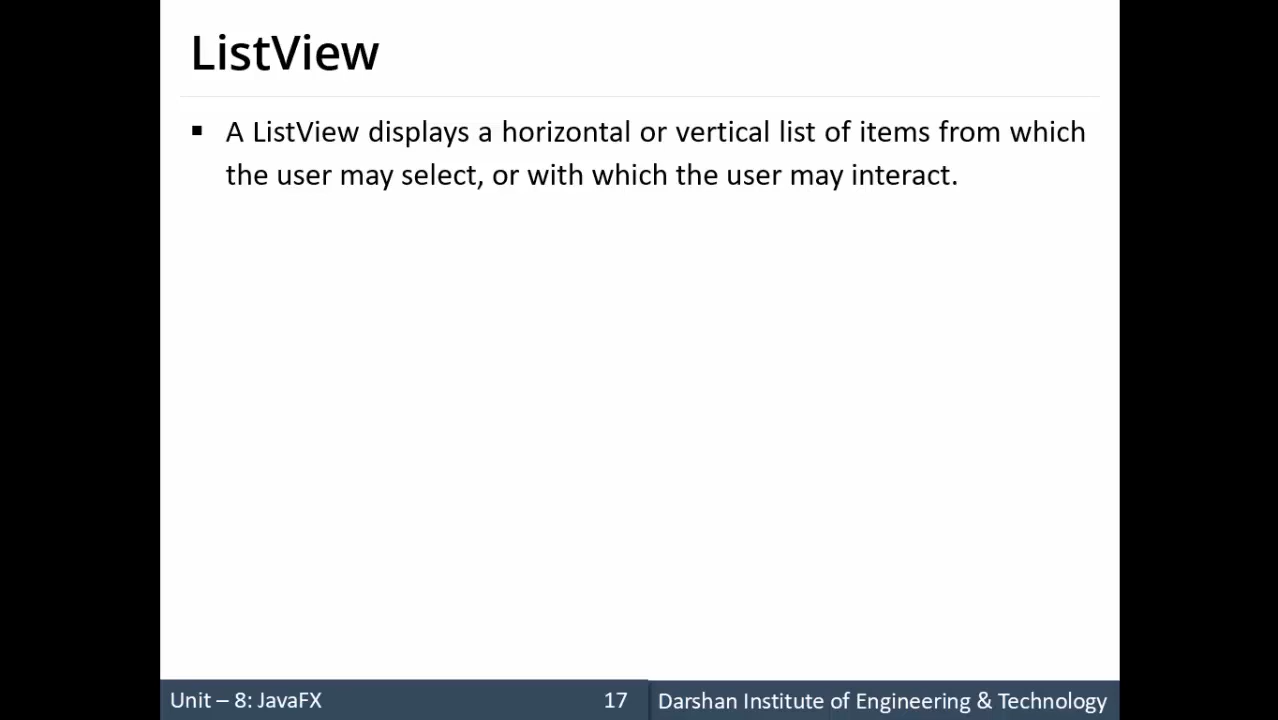 ListView
▪ A ListView displays a horizontal or vertical list of items from which
the user may select, or with which the user may interact.
Unit – 8: JavaFX 17 Darshan Institute of Engineering & Technology